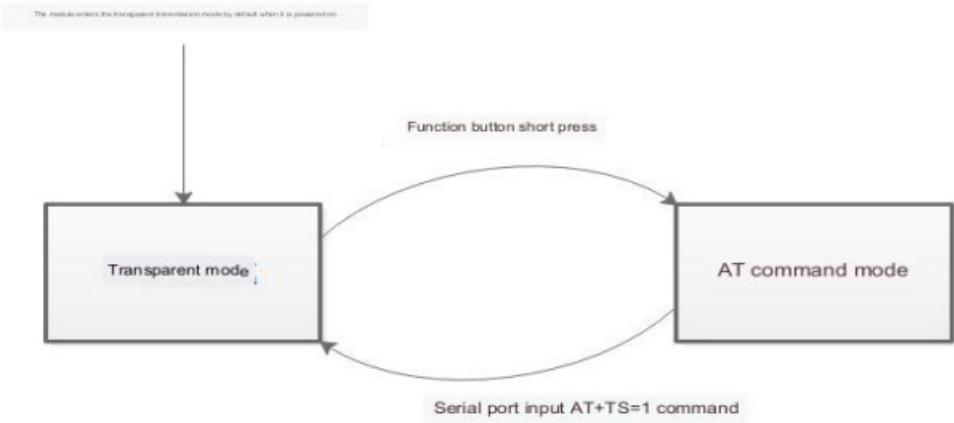 The module enters the transparent transmission mode by default when it is powered on.
Function button short press
Transparent mode
AT command mode
Serial port input AT+TS=1 command